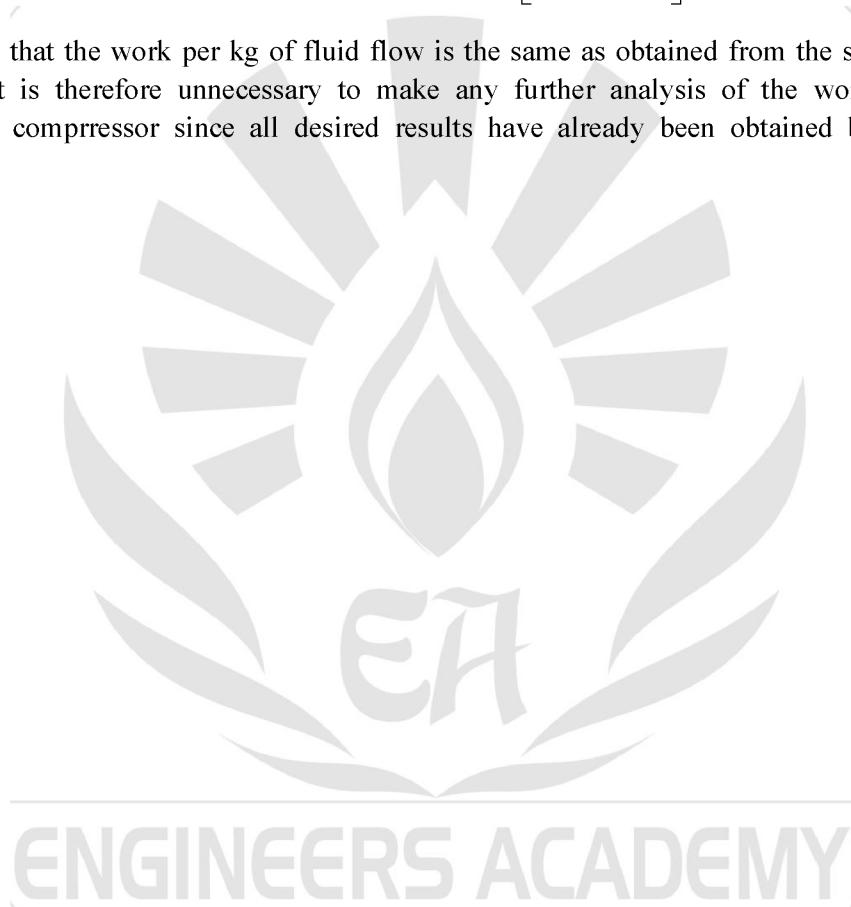 that the work per kg of fluid flow is the same as obtained from the s
t is therefore unnecessary to make any further analysis of the wo
comprressor since all desired results have already been obtained
EA
ENGINEERS ACADEMY